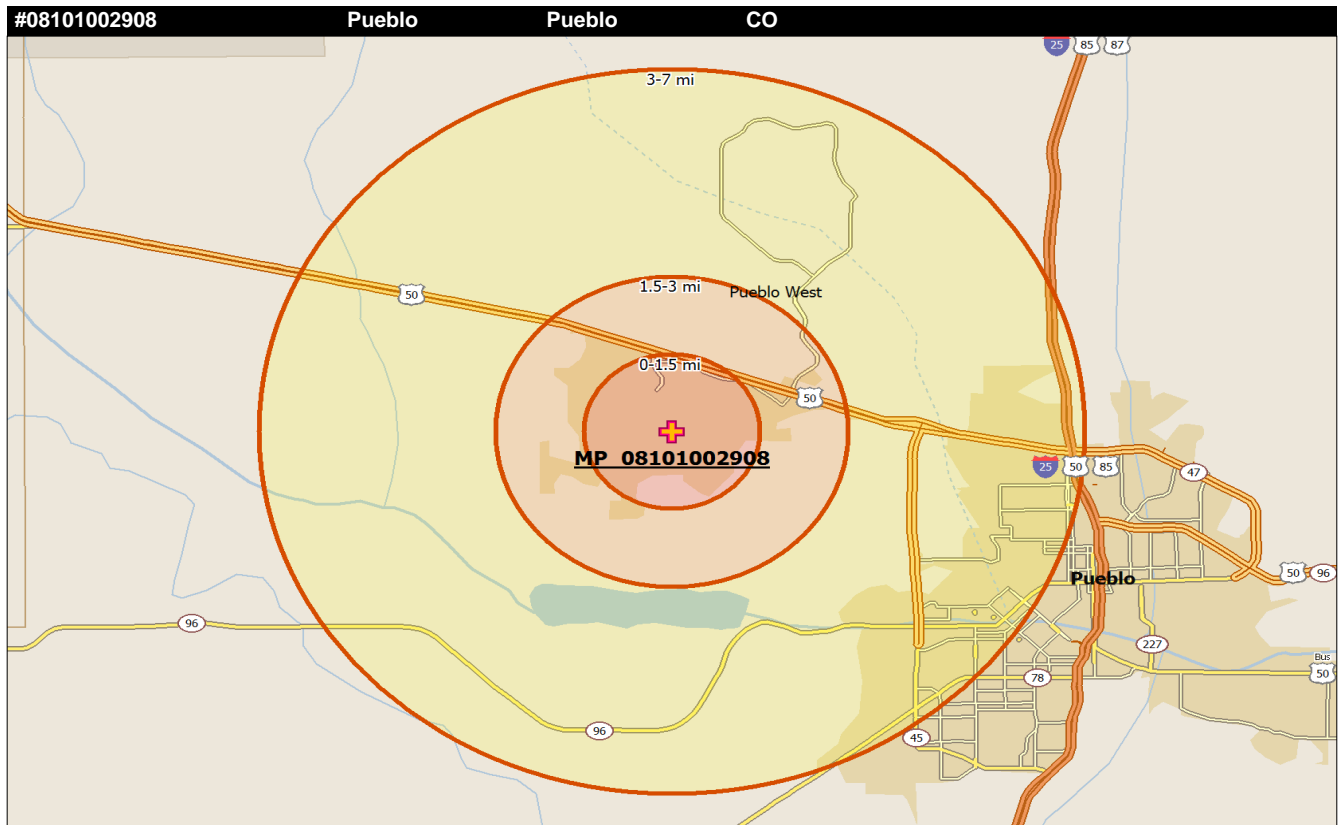 #08101002908 Pueblo Pueblo CO
25 85 87
3-7 mi
50
1.5-3 mi
Pueblo West
0-1.5 mi
50
MP 08101002908
25 50 85
47
Pueblo
50 96
96
227
Bus
50
78
96
45